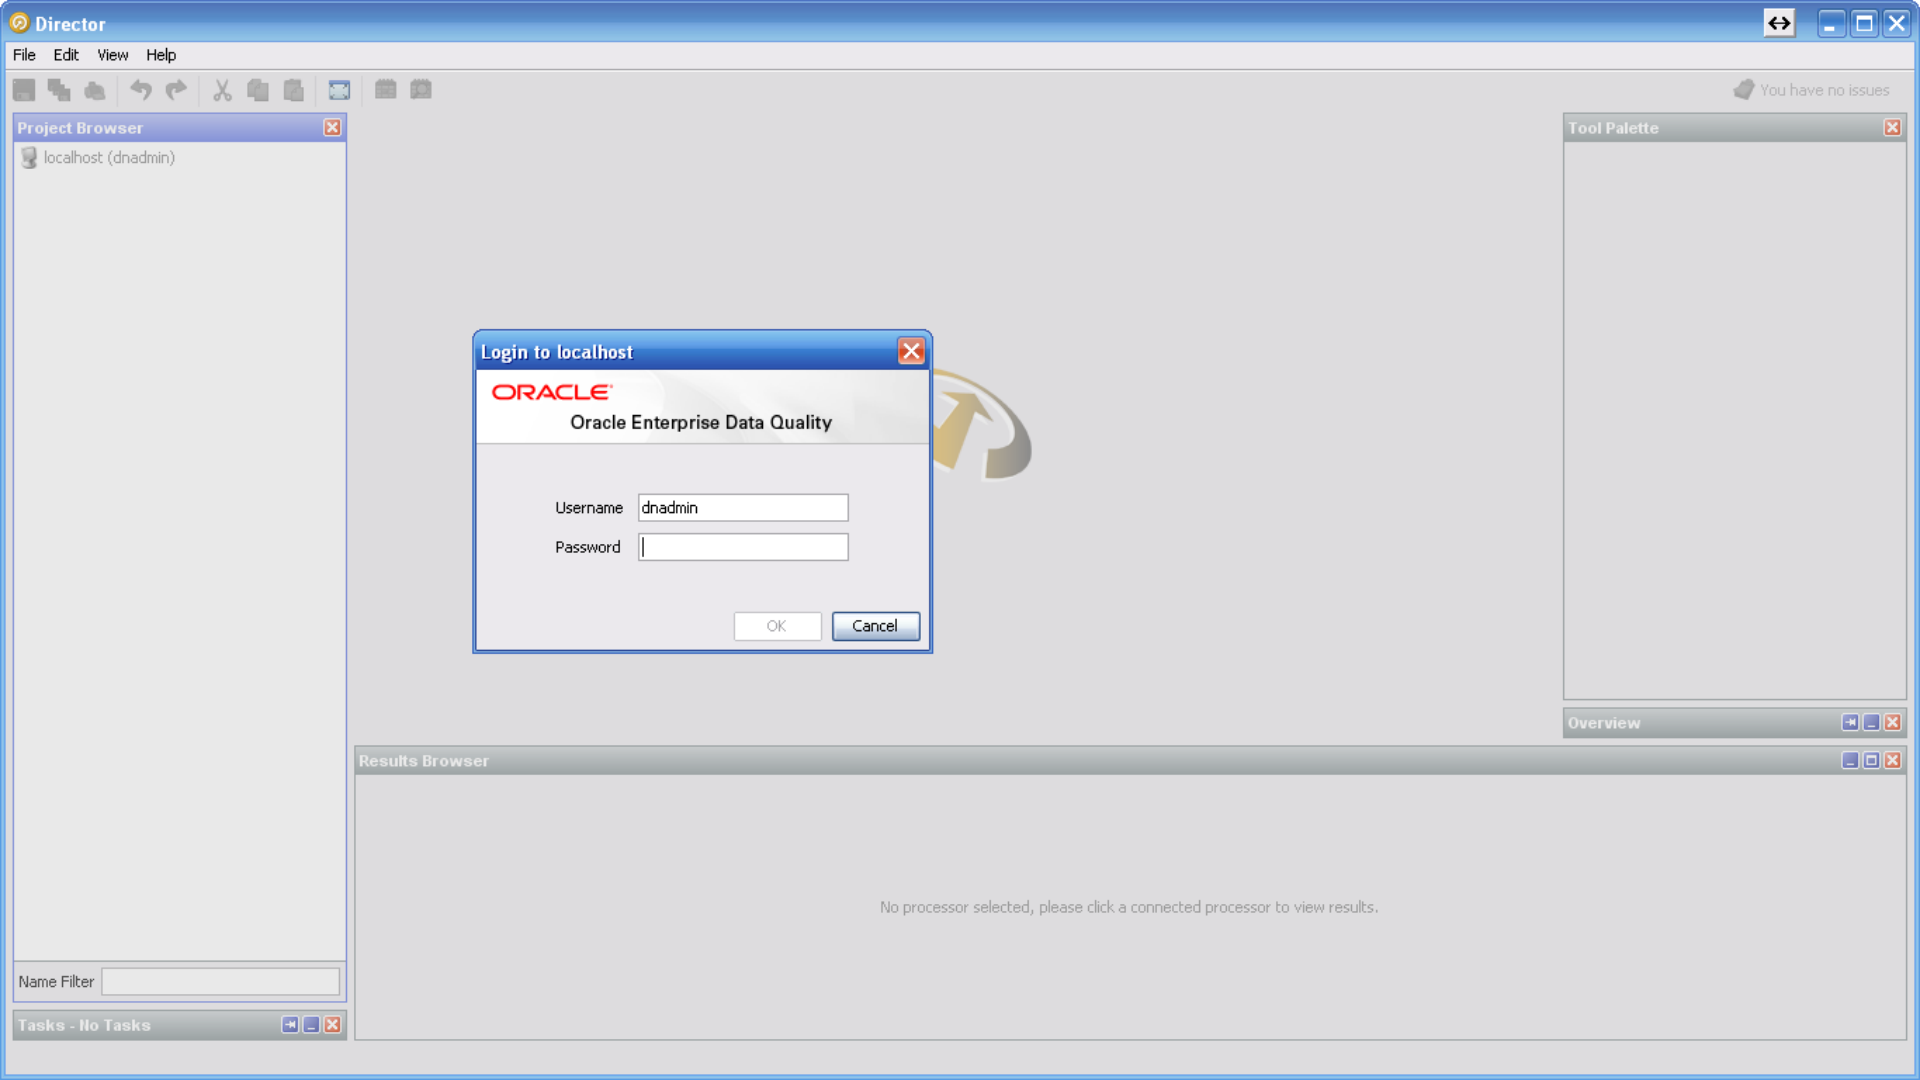 Director
File Edit View Help
You have no issues
Project Browser
localhost (dnadmin)
Tool Palette
Login to localhost
ORACLE
Oracle Enterprise Data Quality
Username dnadmin
Password
OK Cancel
Overview
Results Browser
No processor selected, please click a connected processor to view results.
Name Filter
Tasks - No Tasks